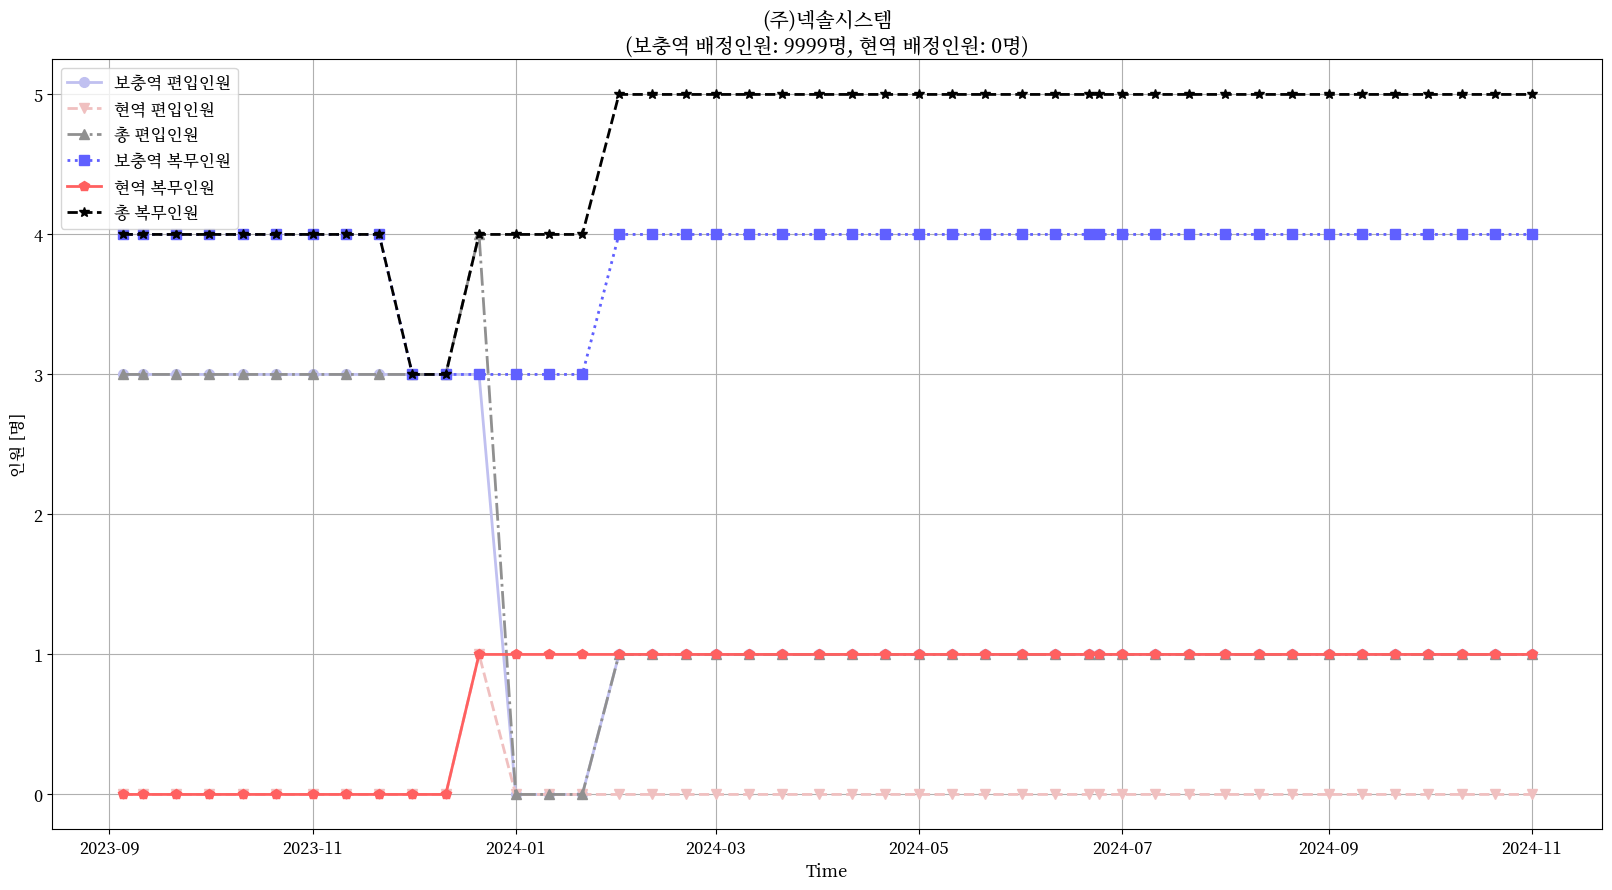 (주)넥솔시스템
(보충역 배정인원: 9999명, 현역 배정인원: 0명)
보충역 편입인원
현역 편입인원
총 편입인원
보충역 복무인원
현역 복무인원
총 복무인원
5
4
3
2
1
0
인원 [명]
2023-09
2023-11
2024-01
2024-03
2024-05
2024-07
2024-09
2024-11
Time